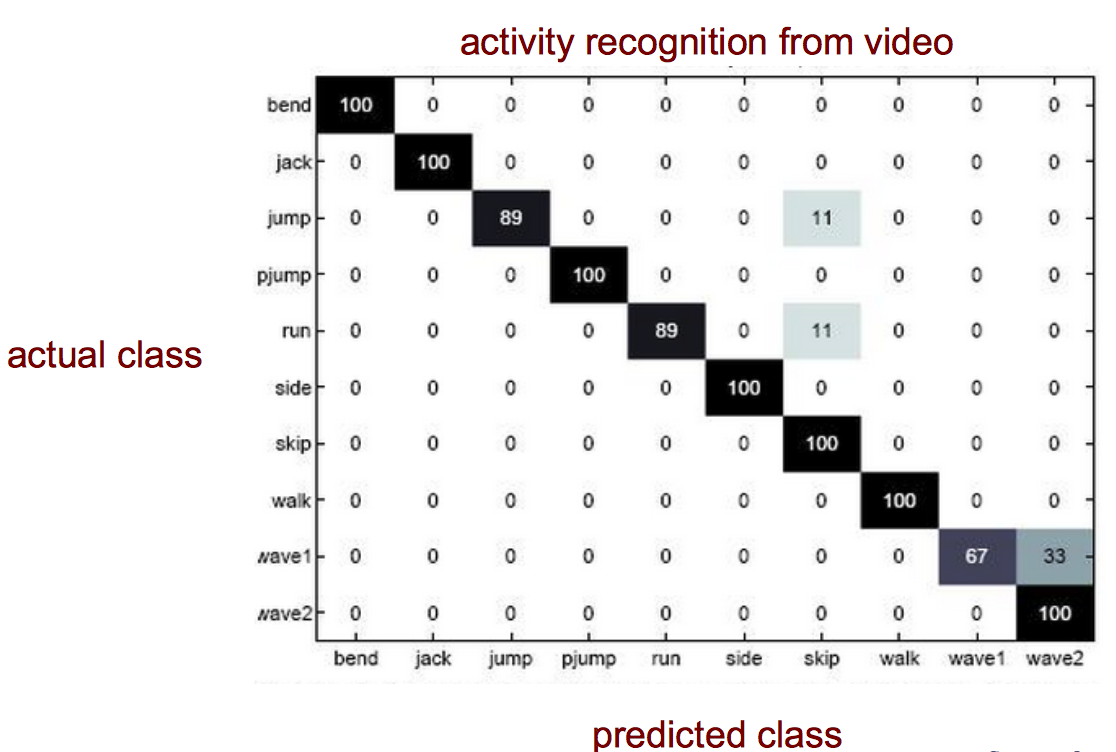 activity recognition from video
bend 100 0 0 0 0 0 0 0 0 0
jack 0 100 0 0 0 0 0 0 0 0
jump 0 0 89 0 0 0 11 0 0 0
pjump 0 0 0 100 0 0 0 0 0 0
run 0 0 0 0 89 0 11 0 0 0
actual class
side 0 0 0 0 0 100 0 0 0 0
skip 0 0 0 0 0 0 100 0 0 0
walk 0 0 0 0 0 0 0 100 0 0
wave1 0 0 0 0 0 0 0 0 67 33
wave2 0 0 0 0 0 0 0 0 0 100
bend jack jump pjump run side skip walk wave1 wave2
predicted class